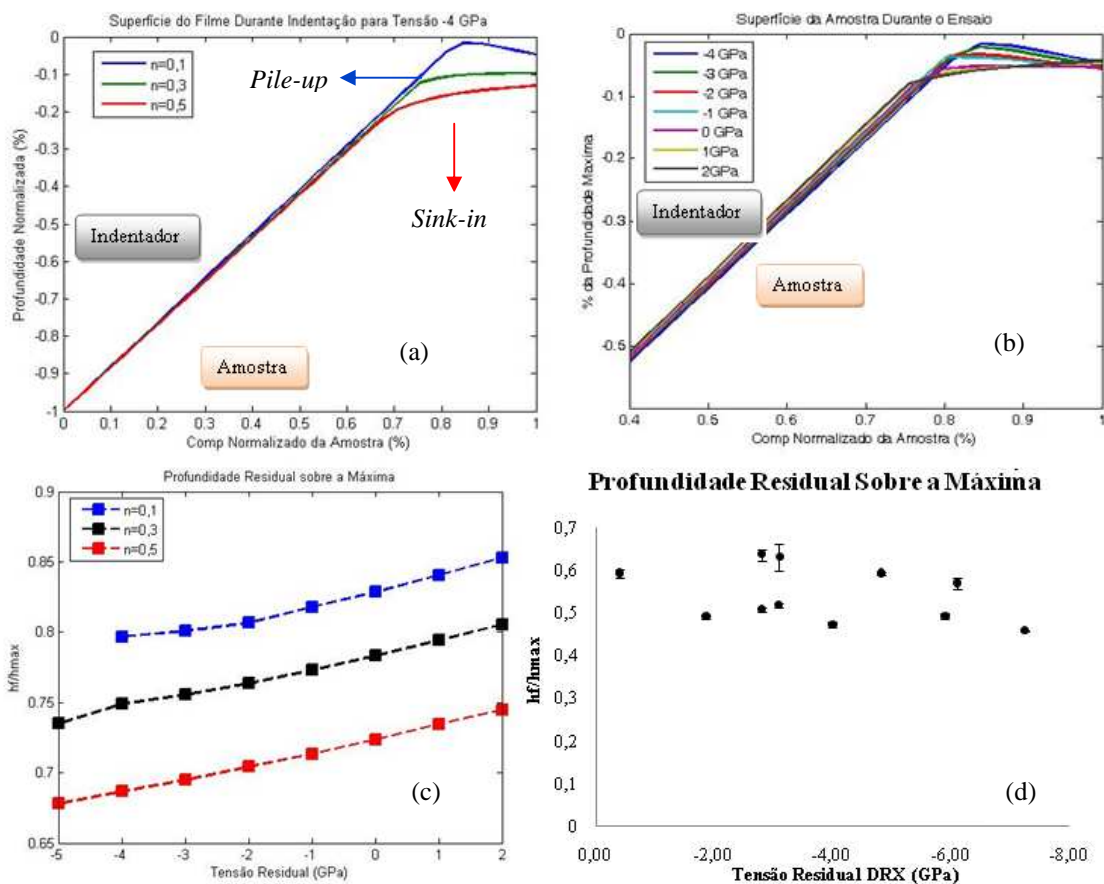 Superfície do Filme Durante Indentação para Tensão -4 GPa
n=0,1
n=0,3
n=0,5
Pile-up
Sink-in
Indentador
Amostra
(a)
Profundidade Normalizada (%)
0
-0.1
-0.2
-0.3
-0.4
-0.5
-0.6
-0.7
-0.8
-0.9
-1
0 0.1 0.2 0.3 0.4 0.5 0.6 0.7 0.8 0.9 1
Comp Normalizado da Amostra (%)
Superfície da Amostra Durante o Ensaio
-4 GPa
-3 GPa
-2 GPa
-1 GPa
0 GPa
1GPa
2GPa
Indentador
Amostra
(b)
% da Profundidade Maxima
0
-0.1
-0.2
-0.3
-0.4
-0.5
0.4 0.5 0.6 0.7 0.8 0.9 1
Comp Normalizado da Amostra (%)
Profundidade Residual sobre a Máxima
n=0,1
n=0,3
n=0,5
(c)
hf/hmax
0.9
0.85
0.8
0.75
0.7
0.65
-5 -4 -3 -2 -1 0 1 2
Tensão Residual (GPa)
Profundidade Residual Sobre a Máxima
(d)
hf/hmax
0,7
0,6
0,5
0,4
0,3
0,2
0,1
0
0,00 -2,00 -4,00 -6,00 -8,00
Tensão Residual DRX (GPa)